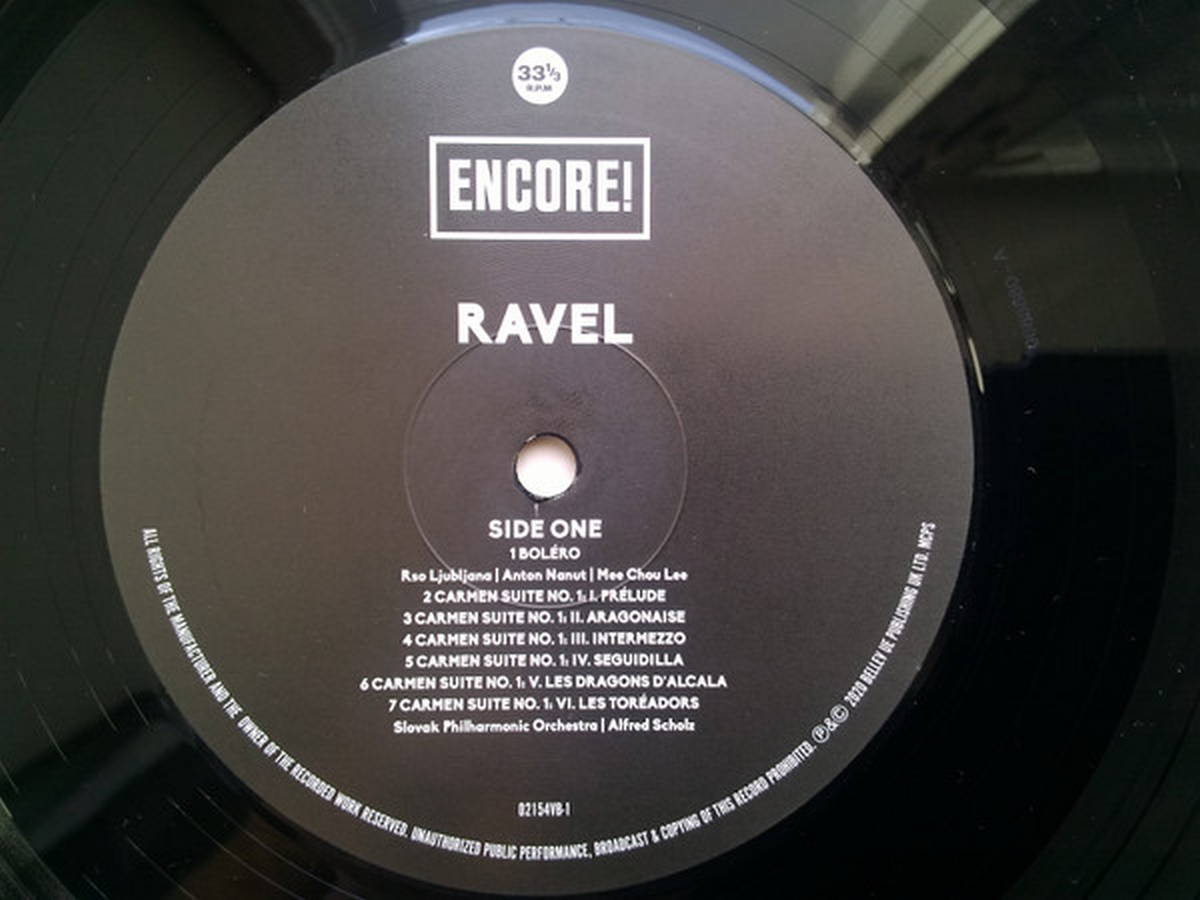 33⅓
R.P.M
ENCORE!
RAVEL
SIDE ONE
1 BOLÉRO
Rso Ljubljana | Anton Nanut | Mee Chou Lee
2 CARMEN SUITE NO. 1: I. PRÉLUDE
3 CARMEN SUITE NO. 1: II. ARAGONAISE
4 CARMEN SUITE NO. 1: III. INTERMEZZO
5 CARMEN SUITE NO. 1: IV. SEGUIDILLA
6 CARMEN SUITE NO. 1: V. LES DRAGONS D'ALCALA
7 CARMEN SUITE NO. 1: VI. LES TORÉADORS
Slovak Philharmonic Orchestra | Alfred Scholz
02154VB-1
ALL RIGHTS OF THE MANUFACTURER AND THE OWNER OF THE RECORDED WORK RESERVED. UNAUTHORIZED PUBLIC PERFORMANCE, BROADCAST & COPYING OF THIS RECORD PROHIBITED. ℗&© 2020 BELLEV UE PUBLISHING UK LTD. MCPS